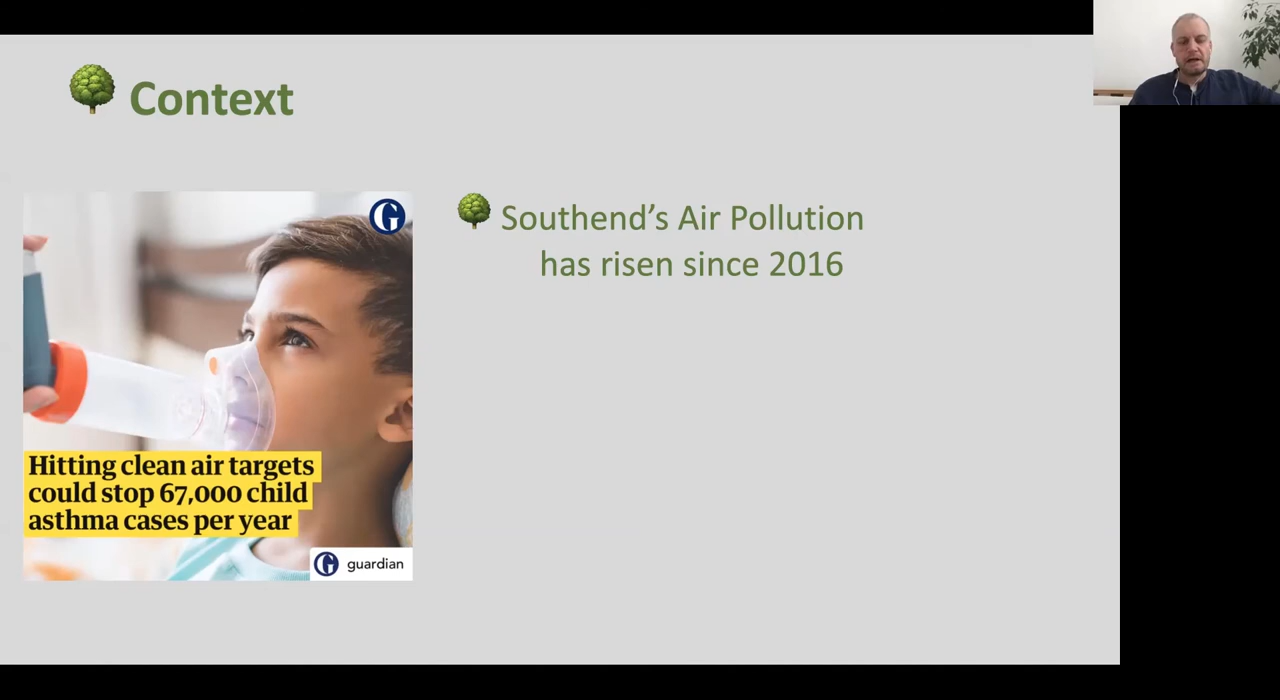 Context
Southend’s Air Pollution
has risen since 2016
G
Hitting clean air targets
could stop 67,000 child
asthma cases per year
G guardian